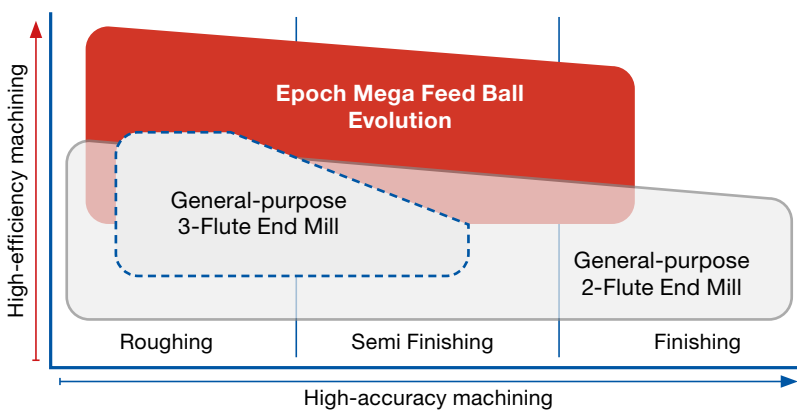 High-efficiency machining
Epoch Mega Feed Ball
Evolution
General-purpose
3-Flute End Mill
General-purpose
2-Flute End Mill
Roughing
Semi Finishing
Finishing
High-accuracy machining